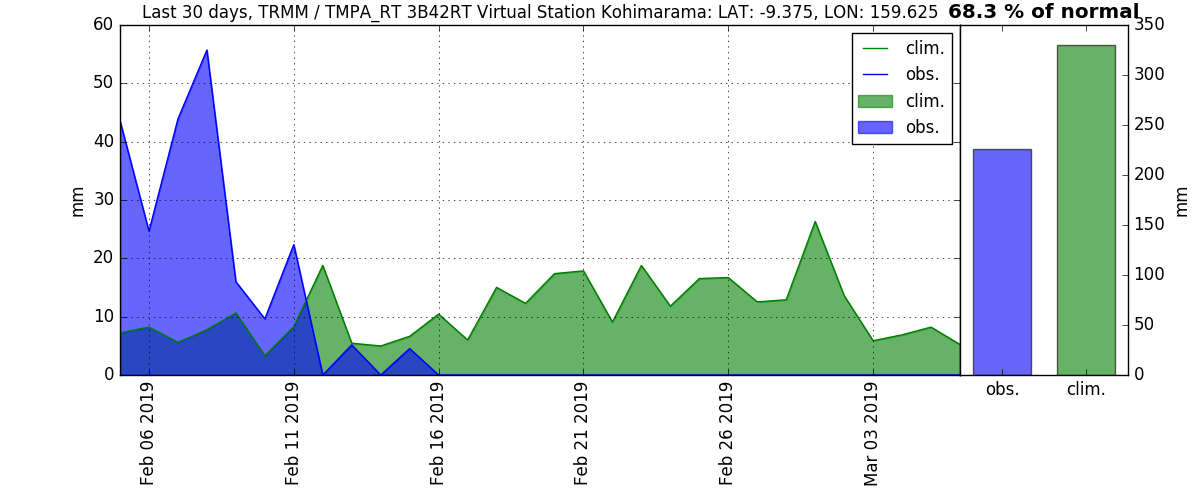 Last 30 days, TRMM / TMPA_RT 3B42RT Virtual Station Kohimarama: LAT: -9.375, LON: 159.625
68.3 % of normal
60
50
40
30
20
10
0
mm
clim.
obs.
clim.
obs.
Feb 06 2019
Feb 11 2019
Feb 16 2019
Feb 21 2019
Feb 26 2019
Mar 03 2019
350
300
250
200
150
100
50
0
mm
obs.
clim.